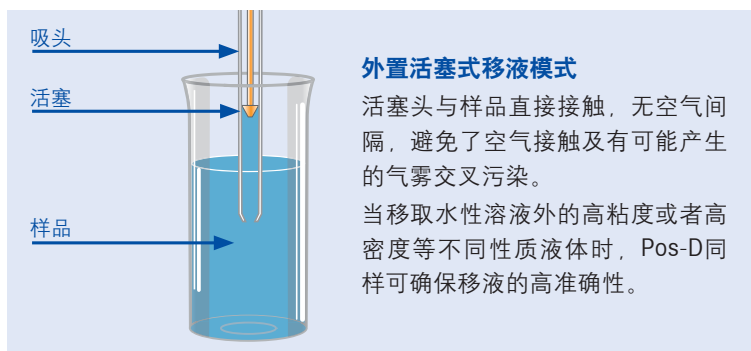 吸头
活塞
样品
外置活塞式移液模式
活塞头与样品直接接触，无空气间
隔，避免了空气接触及有可能产生
的气雾交叉污染。
当移取水性溶液外的高粘度或者高
密度等不同性质液体时，Pos-D同
样可确保移液的高准确性。